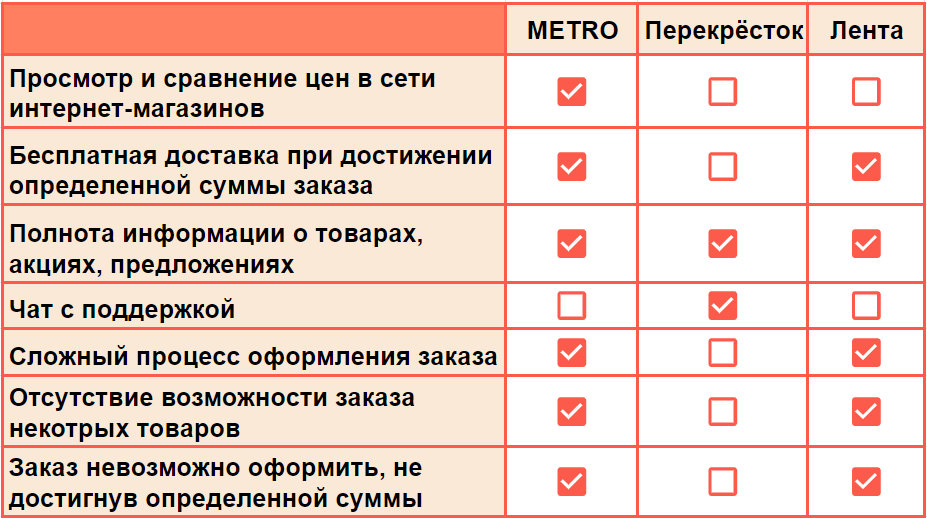 METRO Перекрёсток Лента
Просмотр и сравнение цен в сети
интернет-магазинов
Бесплатная доставка при достижении
определенной суммы заказа
Полнота информации о товарах,
акциях, предложениях
Чат с поддержкой
Сложный процесс оформления заказа
Отсутствие возможности заказа
некотрых товаров
Заказ невозможно оформить, не
достигнув определенной суммы